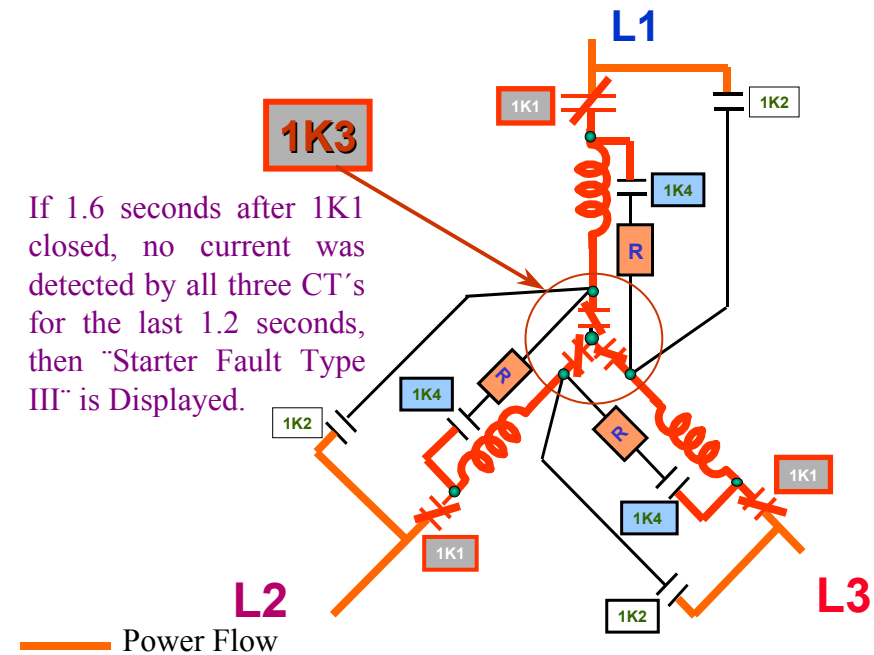 L1
1K1
1K2
1K3
1K4
If 1.6 seconds after 1K1
closed, no current was
detected by all three CT´s
for the last 1.2 seconds,
then ¨Starter Fault Type
III¨ is Displayed.
R
R
1K4
1K2
R
1K1
1K4
1K1
L2
1K2
L3
Power Flow